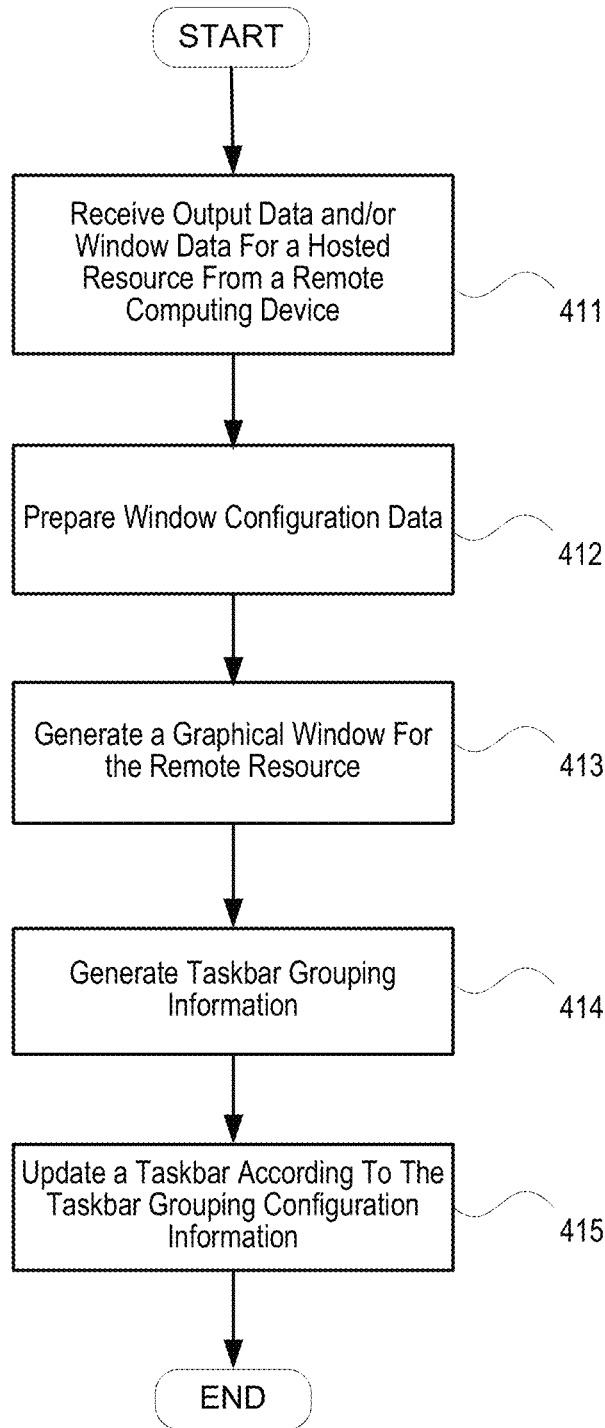 START
Receive Output Data and/or
Window Data For a Hosted
Resource From a Remote
Computing Device
411
Prepare Window Configuration Data
412
Generate a Graphical Window For
the Remote Resource
413
Generate Taskbar Grouping
Information
414
Update a Taskbar According To The
Taskbar Grouping Configuration
Information
415
END